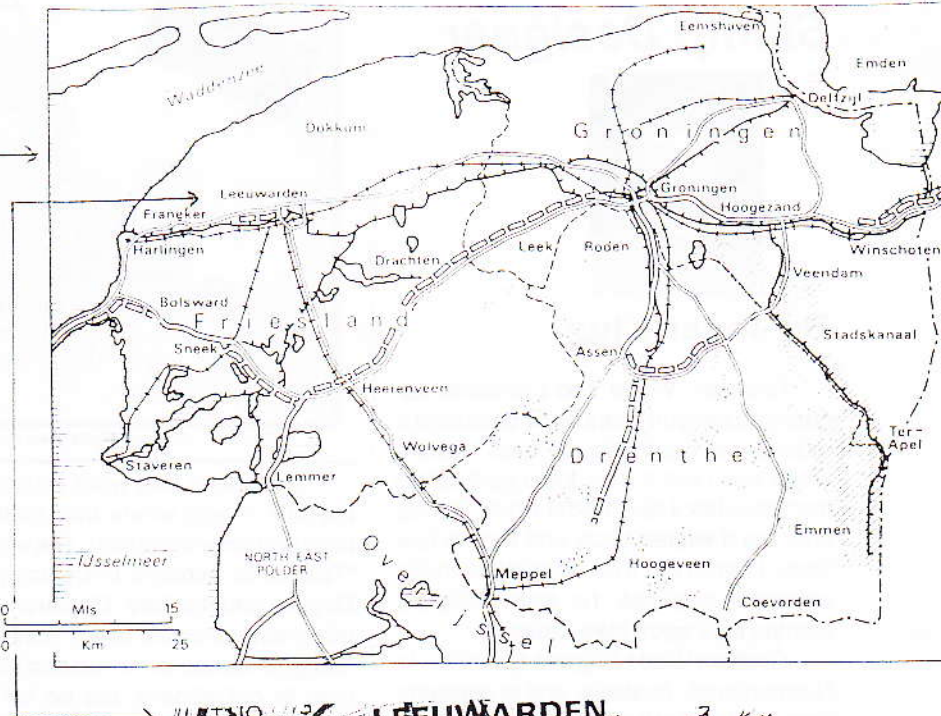 Eemshaven
Emden
Waddenzee
Delfzijl
Dokkum
Groningen
Leeuwarden
Groningen
Franeker
Hoogezand
Harlingen
Drachten
Leek
Roden
Winschoten
Veendam
Bolsward
Friesland
Stadskanaal
Sneek
Assen
Heerenveen
Wolvega
Ter-
Apel
Staveren
Drenthe
Lemmer
Emmen
IJsselmeer
NORTH EAST
POLDER
Overijssel
Meppel
Hoogeveen
Coevorden
0 Mls 15
0 Km 25
LEEUWARDEN